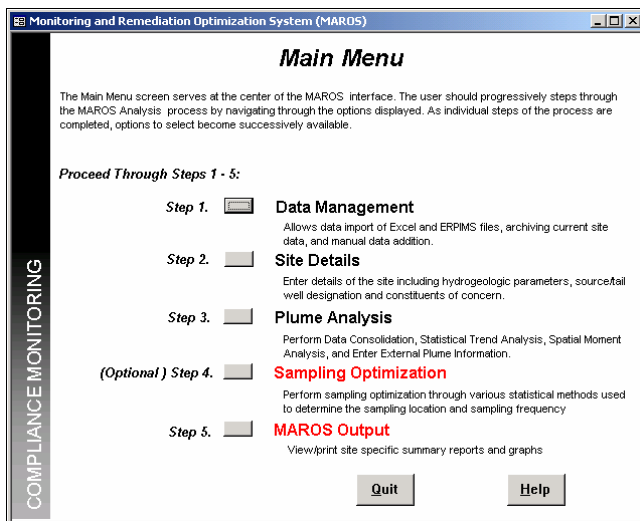 Monitoring and Remediation Optimization System (MAROS)
Main Menu
The Main Menu screen serves at the center of the MAROS interface. The user should progressively steps through
the MAROS Analysis process by navigating through the options displayed. As individual steps of the process are
completed, options to select become successively available.
Proceed Through Steps 1 - 5:
Step 1. Data Management
Allows data import of Excel and ERPIMS files, archiving current site
data, and manual data addition.
Step 2. Site Details
Enter details of the site including hydrogeologic parameters, source/tail
well designation and constituents of concern.
Step 3. Plume Analysis
Perform Data Consolidation, Statistical Trend Analysis, Spatial Moment
Analysis, and Enter External Plume Information.
(Optional ) Step 4. Sampling Optimization
Perform sampling optimization through various statistical methods used
to determine the sampling location and sampling frequency
Step 5. MAROS Output
View/print site specific summary reports and graphs
Quit Help
COMPLIANCE MONITORING